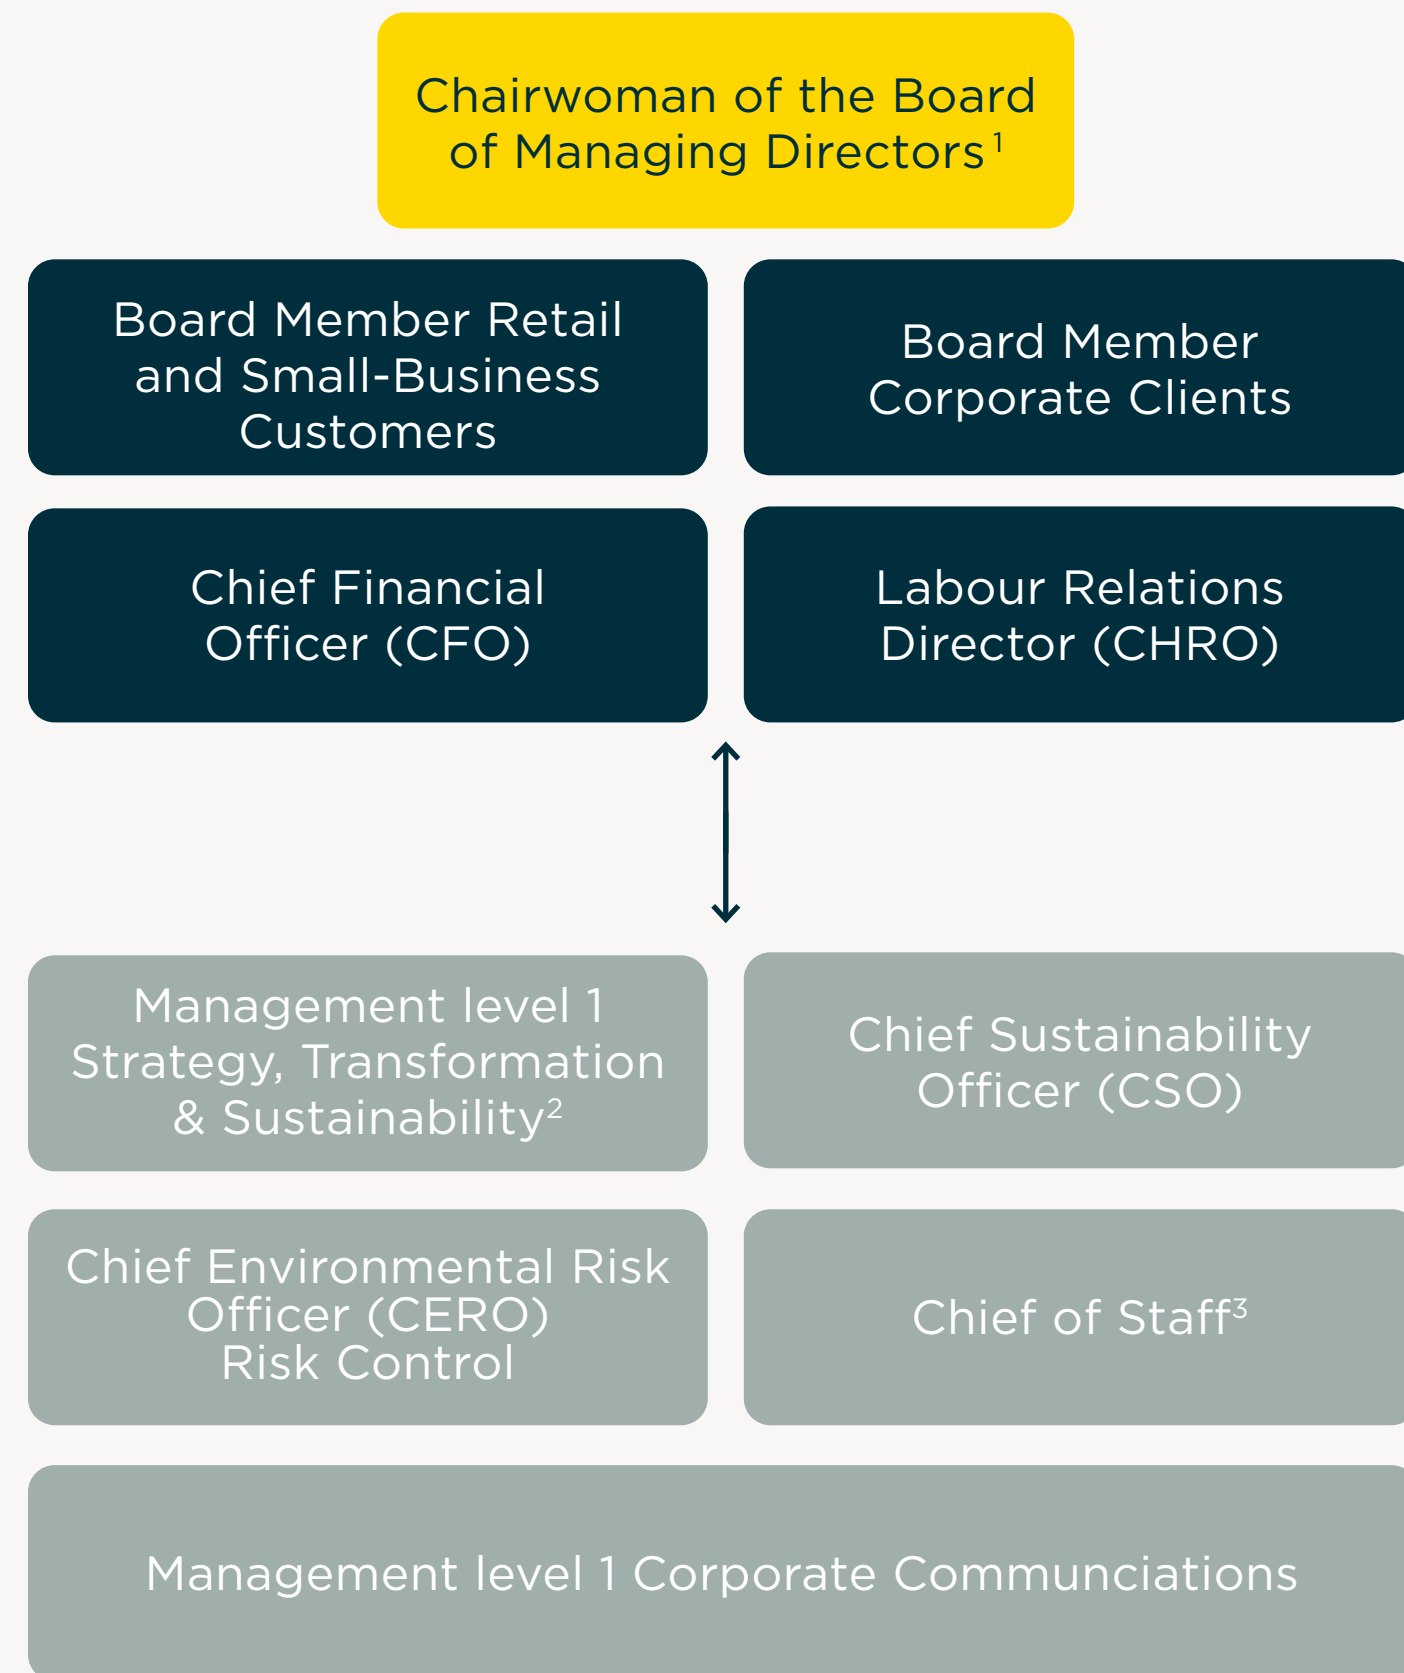 Chairwoman of the Board
of Managing Directors¹
Board Member Retail
and Small-Business
Customers
Board Member
Corporate Clients
Chief Financial
Officer (CFO)
Labour Relations
Director (CHRO)
Management level 1
Strategy, Transformation
& Sustainability²
Chief Sustainability
Officer (CSO)
Chief Environmental Risk
Officer (CERO)
Risk Control
Chief of Staff³
Management level 1 Corporate Communciations